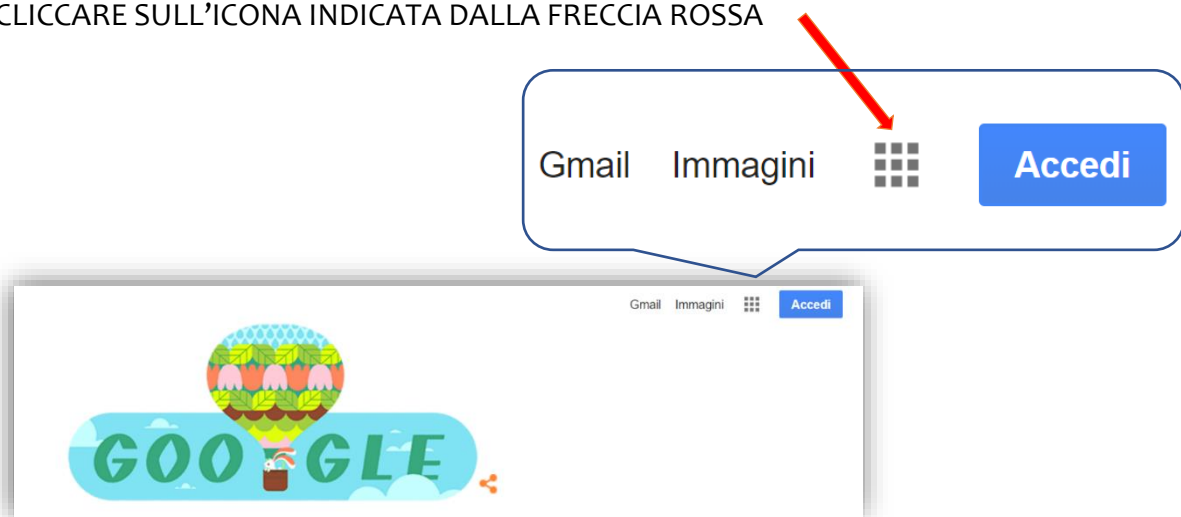 CLICCARE SULL’ICONA INDICATA DALLA FRECCIA ROSSA
Gmail Immagini Accedi
Gmail Immagini Accedi
GOOGLE